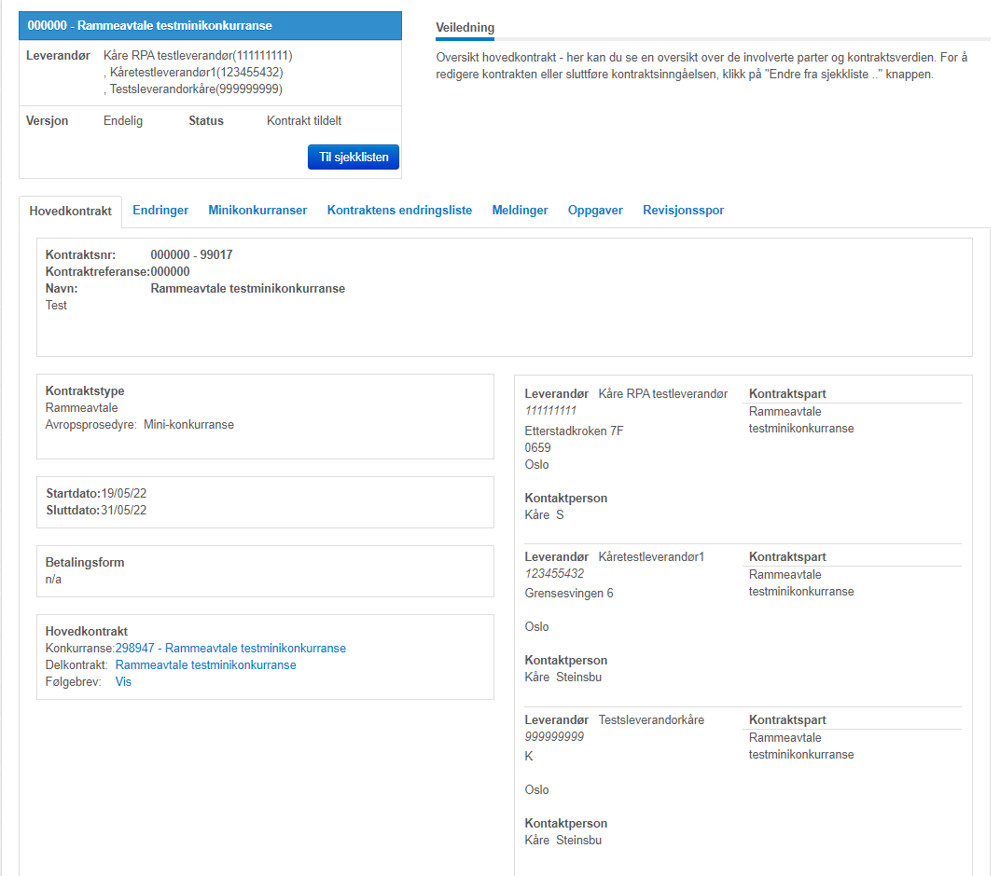 000000 - Rammeavtale testminikonkurranse
Leverandør Kåre RPA testleverandør(111111111)
, Kåretestleverandør1(123455432)
, Testsleverandorkåre(999999999)
Versjon Endelig Status Kontrakt tildelt
Til sjekklisten
Veiledning
Oversikt hovedkontrakt - her kan du se en oversikt over de involverte parter og kontraktsverdien. For å
redigere kontrakten eller sluttføre kontraktsinngåelsen, klikk på "Endre fra sjekkliste .." knappen.
Hovedkontrakt Endringer Minikonkurranser Kontraktens endringsliste Meldinger Oppgaver Revisjonsspor
Kontraktsnr: 000000 - 99017
Kontraktreferanse:000000
Navn: Rammeavtale testminikonkurranse
Test
Kontraktstype
Rammeavtale
Avropsprosedyre: Mini-konkurranse
Startdato:19/05/22
Sluttdato:31/05/22
Betalingsform
n/a
Hovedkontrakt
Konkurranse:298947 - Rammeavtale testminikonkurranse
Delkontrakt: Rammeavtale testminikonkurranse
Følgebrev: Vis
Leverandør Kåre RPA testleverandør
111111111
Etterstadkroken 7F
0659
Oslo
Kontaktperson
Kåre S
Kontraktspart
Rammeavtale
testminikonkurranse
Leverandør Kåretestleverandør1
123455432
Grensesvingen 6
Oslo
Kontaktperson
Kåre Steinsbu
Kontraktspart
Rammeavtale
testminikonkurranse
Leverandør Testsleverandorkåre
999999999
K
Oslo
Kontaktperson
Kåre Steinsbu
Kontraktspart
Rammeavtale
testminikonkurranse